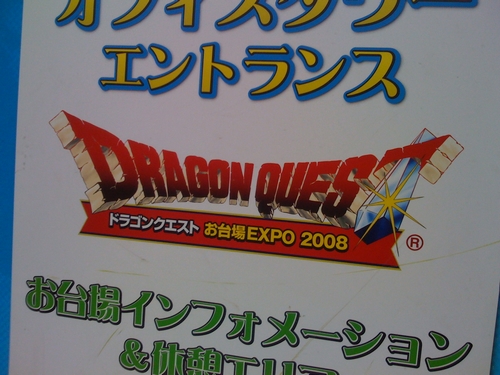 オフィスタワー
エントランス
DRAGON QUEST
ドラゴンクエスト お台場EXPO 2008
®
お台場インフォメーション
&休憩エリア